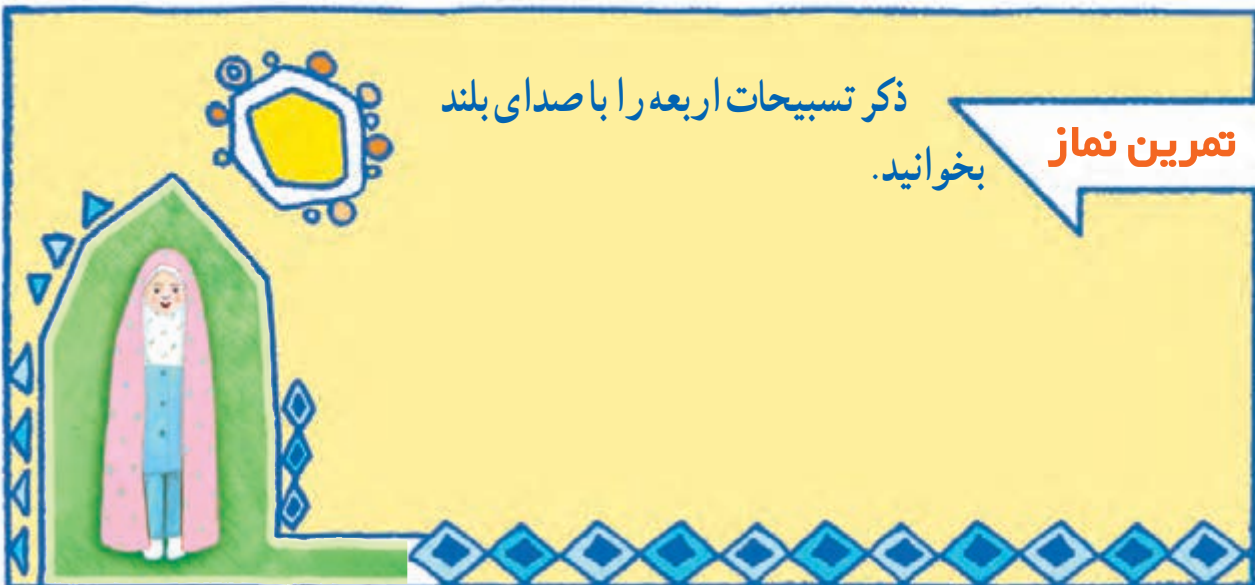 تمرین نماز
ذکر تسبیحات اربعه را با صدای بلند
بخوانید.